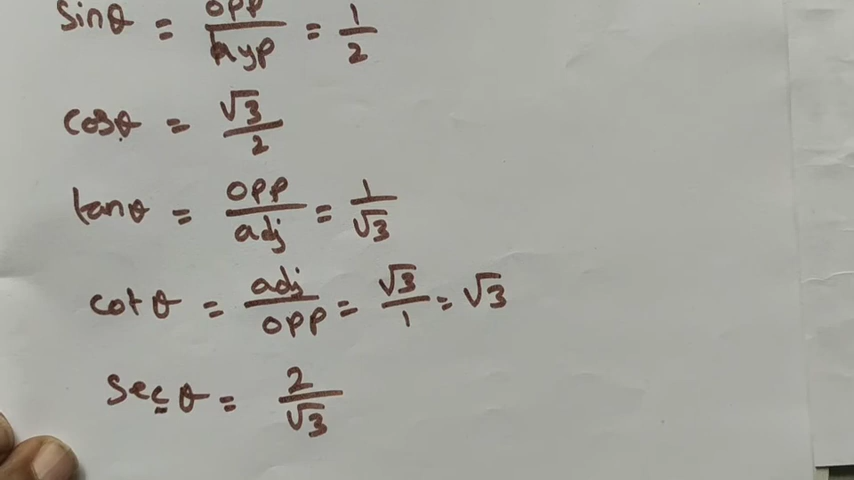 sinθ = opp/hyp = 1/2
cosθ = √3/2
tanθ = opp/adj = 1/√3
cotθ = adj/opp = √3/1 = √3
secθ = 2/√3